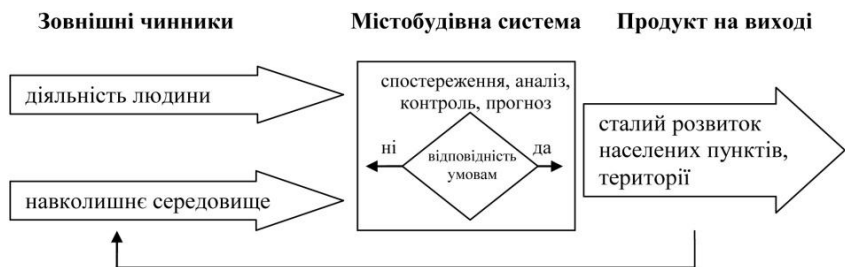 Зовнішні чинники
Містобудівна система
Продукт на виході
діяльність людини
навколишнє середовище
спостереження, аналіз,
контроль, прогноз
ні
да
відповідність
умовам
сталий розвиток
населених пунктів,
території